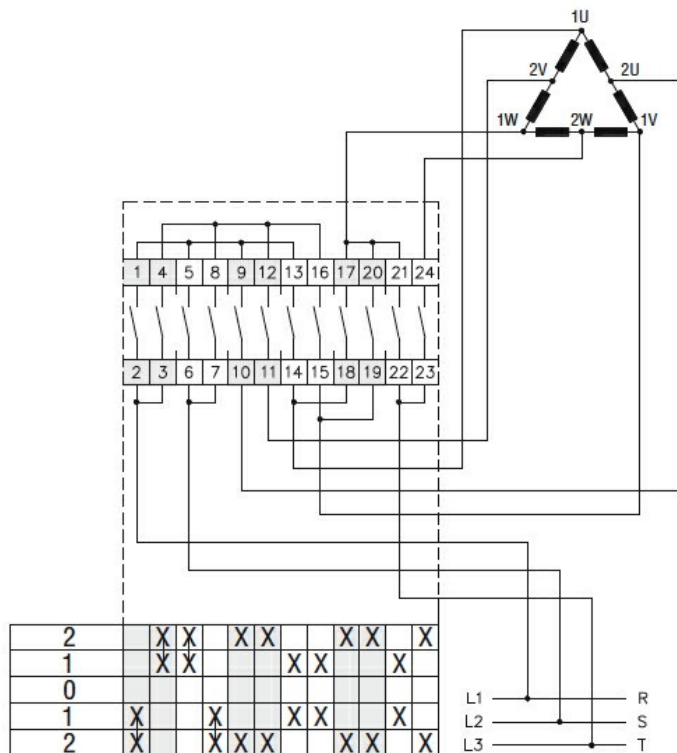 1U
2V 2U
1W 2W 1V
1 4 5 8 9 12 13 16 17 20 21 24
2 3 6 7 10 11 14 15 18 19 22 23
2 X X X X X X X
1 X X X X X
0
1 X X X X X
2 X X X X X X X
L1 R
L2 S
L3 T